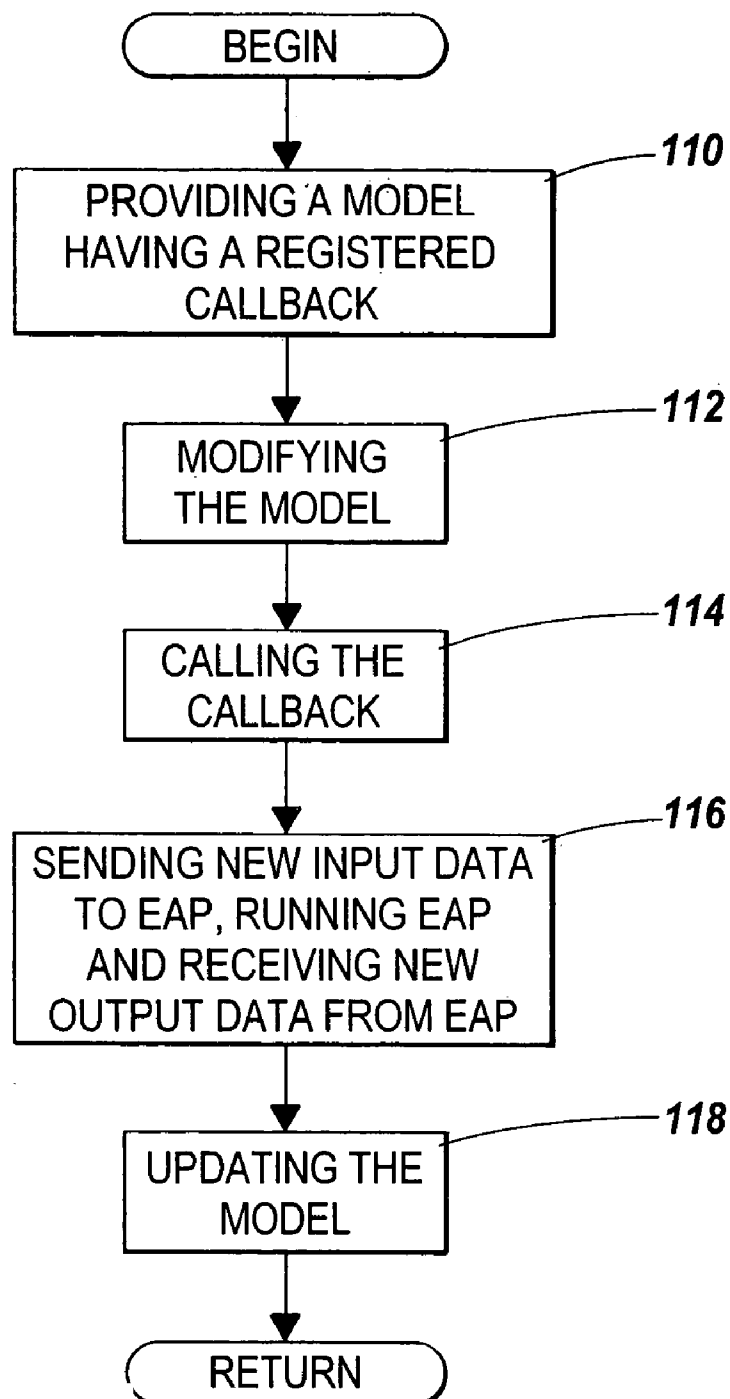 BEGIN
110
PROVIDING A MODEL
HAVING A REGISTERED
CALLBACK
112
MODIFYING
THE MODEL
114
CALLING THE
CALLBACK
116
SENDING NEW INPUT DATA
TO EAP, RUNNING EAP
AND RECEIVING NEW
OUTPUT DATA FROM EAP
118
UPDATING THE
MODEL
RETURN